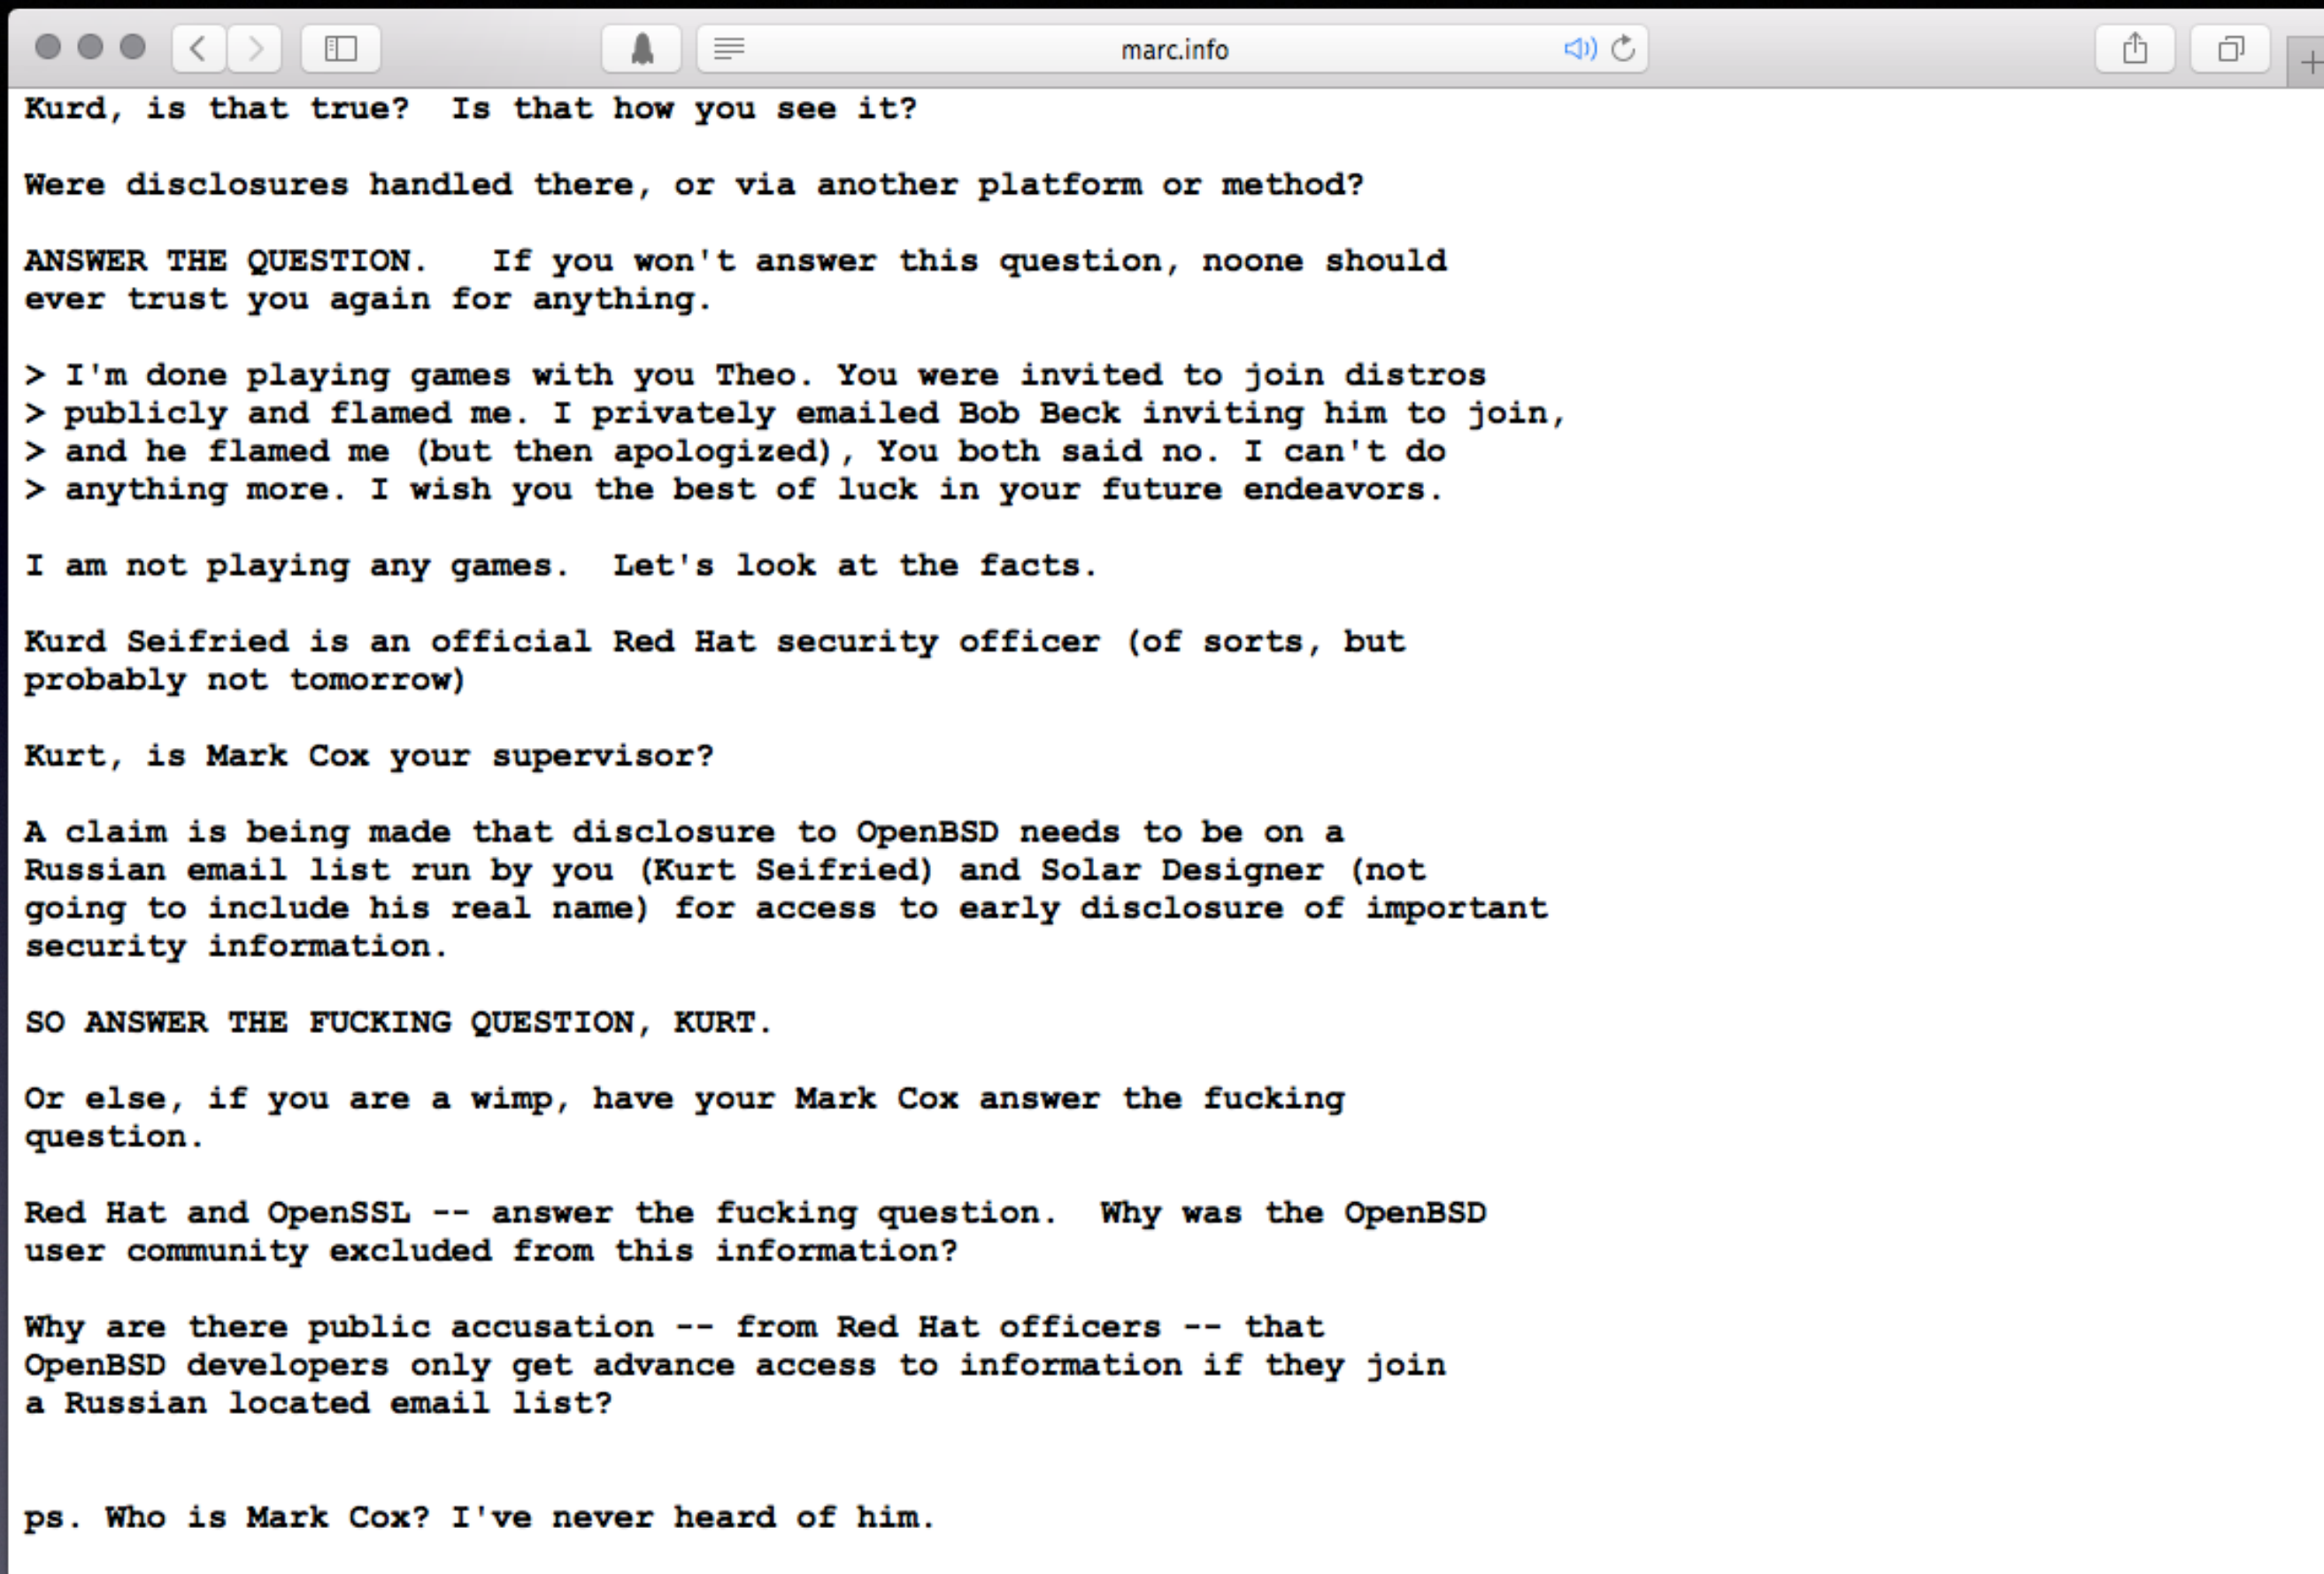 marc.info
Kurd, is that true?  Is that how you see it?
Were disclosures handled there, or via another platform or method?
ANSWER THE QUESTION.   If you won't answer this question, noone should
ever trust you again for anything.
> I'm done playing games with you Theo. You were invited to join distros
> publicly and flamed me. I privately emailed Bob Beck inviting him to join,
> and he flamed me (but then apologized), You both said no. I can't do
> anything more. I wish you the best of luck in your future endeavors.
I am not playing any games.  Let's look at the facts.
Kurd Seifried is an official Red Hat security officer (of sorts, but
probably not tomorrow)
Kurt, is Mark Cox your supervisor?
A claim is being made that disclosure to OpenBSD needs to be on a
Russian email list run by you (Kurt Seifried) and Solar Designer (not
going to include his real name) for access to early disclosure of important
security information.
SO ANSWER THE FUCKING QUESTION, KURT.
Or else, if you are a wimp, have your Mark Cox answer the fucking
question.
Red Hat and OpenSSL -- answer the fucking question.  Why was the OpenBSD
user community excluded from this information?
Why are there public accusation -- from Red Hat officers -- that
OpenBSD developers only get advance access to information if they join
a Russian located email list?
ps. Who is Mark Cox? I've never heard of him.